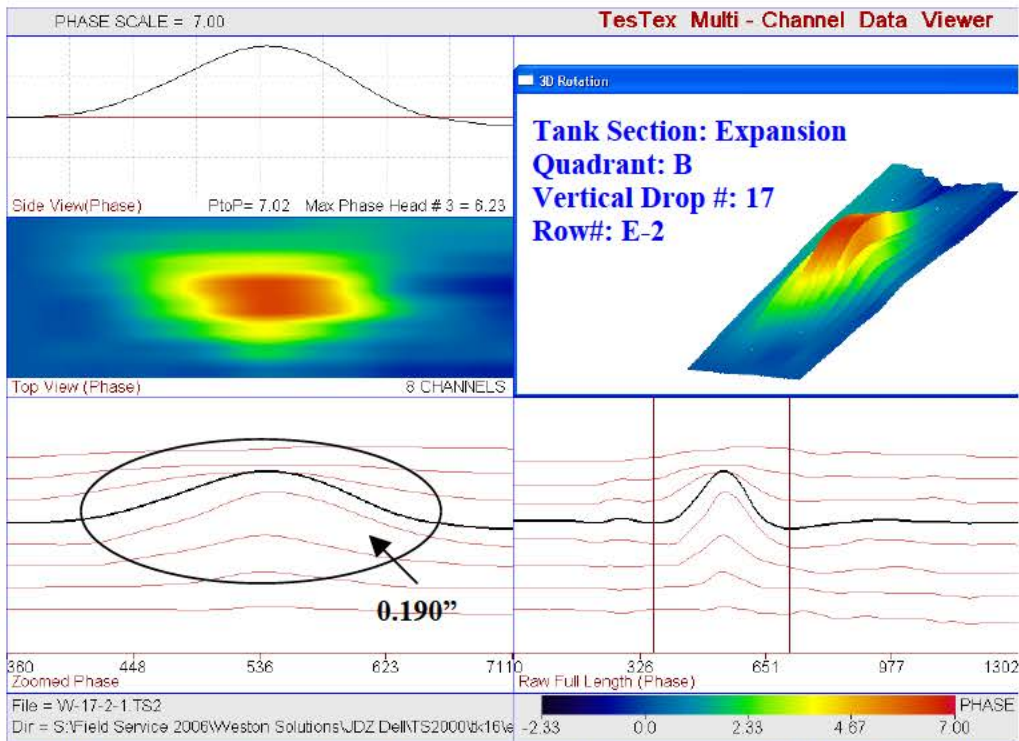 PHASE SCALE = 7.00
TesTex Multi - Channel Data Viewer
3D Rotation
Tank Section: Expansion
Quadrant: B
Vertical Drop #: 17
Row#: E-2
Side View(Phase) PtoP= 7.02 Max Phase Head # 3 = 6.23
Top View (Phase) 8 CHANNELS
0.190”
360 448 536 623 711
Zoomed Phase
0 326 651 977 1302
Raw Full Length (Phase)
File = W-17-2-1.TS2
Dir = S:\Field Service 2006\Weston Solutions\JDZ Dell\TS2000\tk16\e
PHASE
-2.33 0.0 2.33 4.67 7.00